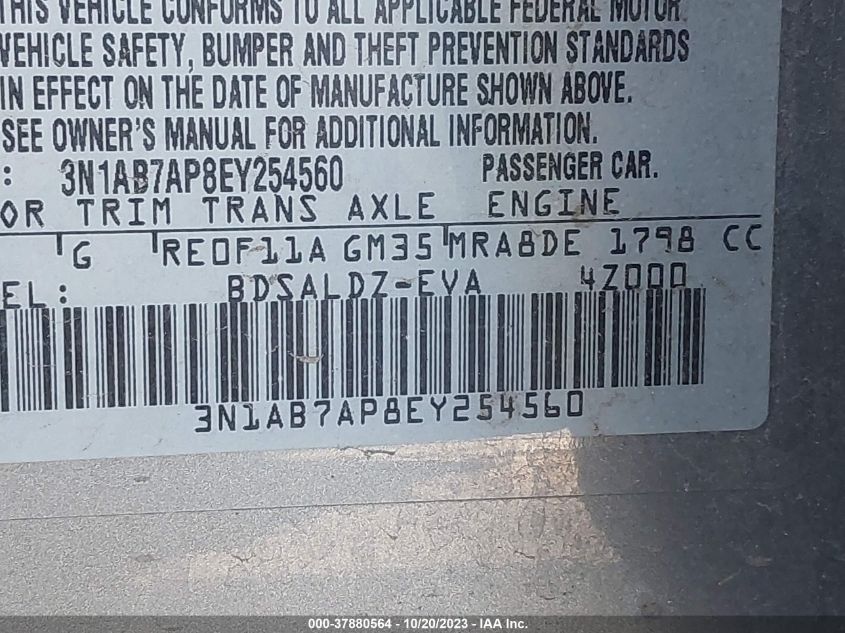 THIS VEHICLE CONFORMS TO ALL APPLICABLE FEDERAL MOTOR
VEHICLE SAFETY, BUMPER AND THEFT PREVENTION STANDARDS
IN EFFECT ON THE DATE OF MANUFACTURE SHOWN ABOVE.
SEE OWNER'S MANUAL FOR ADDITIONAL INFORMATION.
: 3N1AB7AP8EY254560 PASSENGER CAR.
OR TRIM TRANS AXLE ENGINE
G RE0F11A GM35 MRA8DE 1798 CC
EL: BDSALDZ-EVA 4Z000
3N1AB7AP8EY254560
000-37880564 / 10/20/2023 - © IAA Inc.